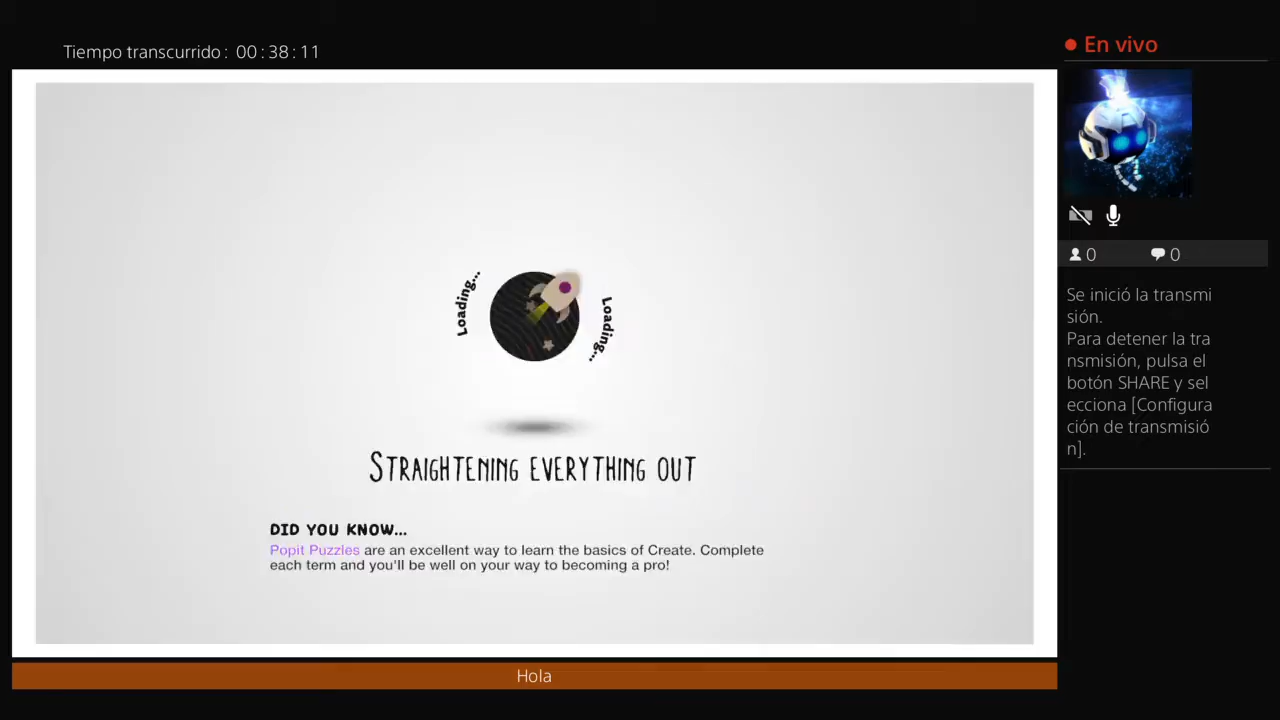 Tiempo transcurrido : 00 : 38 : 11
En vivo
Loading...
Loading...
0 0
Se inició la transmi
sión.
Para detener la tra
nsmisión, pulsa el
botón SHARE y sel
ecciona [Configura
ción de transmisió
n].
STRAIGHTENING EVERYTHING OUT
DID YOU KNOW...
Popit Puzzles are an excellent way to learn the basics of Create. Complete
each term and you'll be well on your way to becoming a pro!
Hola